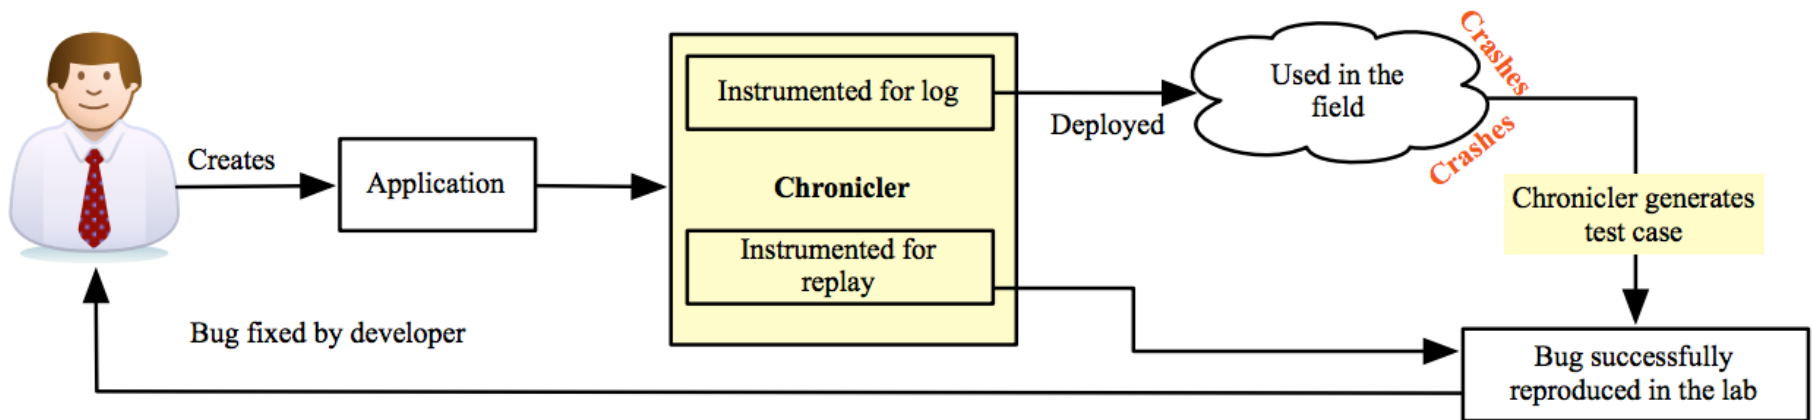 Creates
Application
Instrumented for log
Chronicler
Instrumented for
replay
Deployed
Used in the
field
Crashes
Crashes
Chronicler generates
test case
Bug successfully
reproduced in the lab
Bug fixed by developer